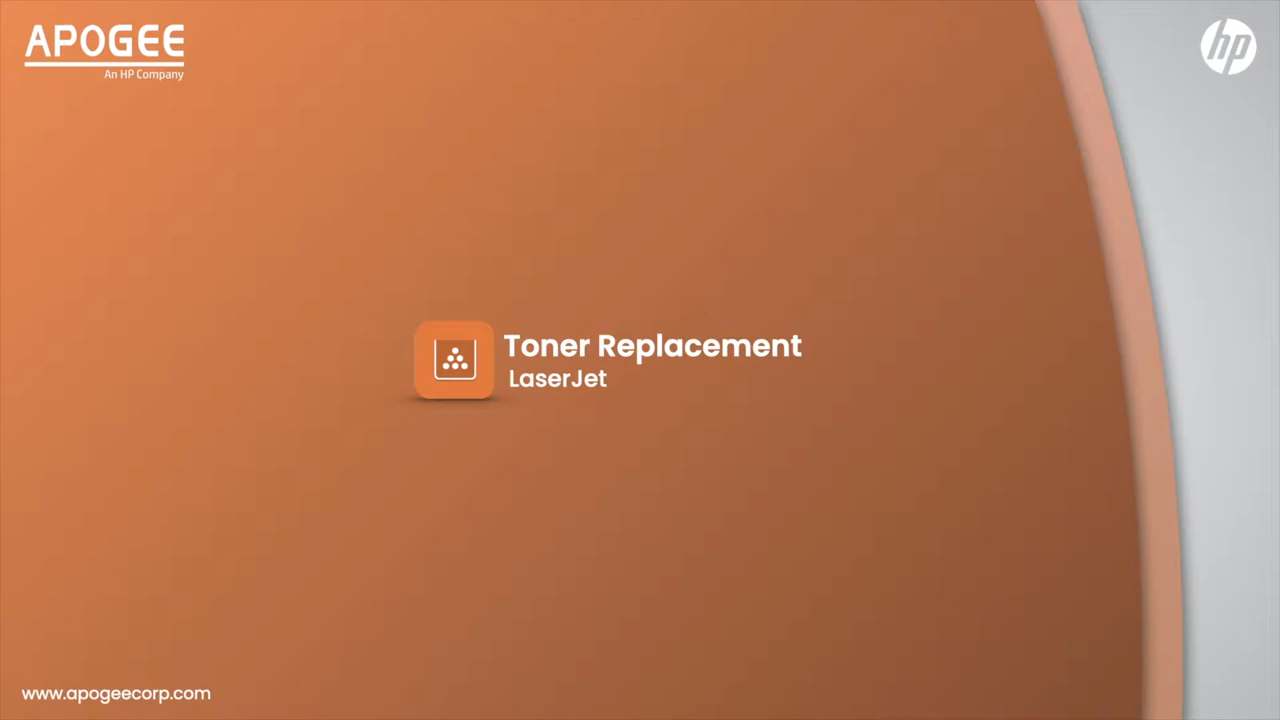 APOGEE
An HP Company
hp
Toner Replacement
LaserJet
www.apogeecorp.com